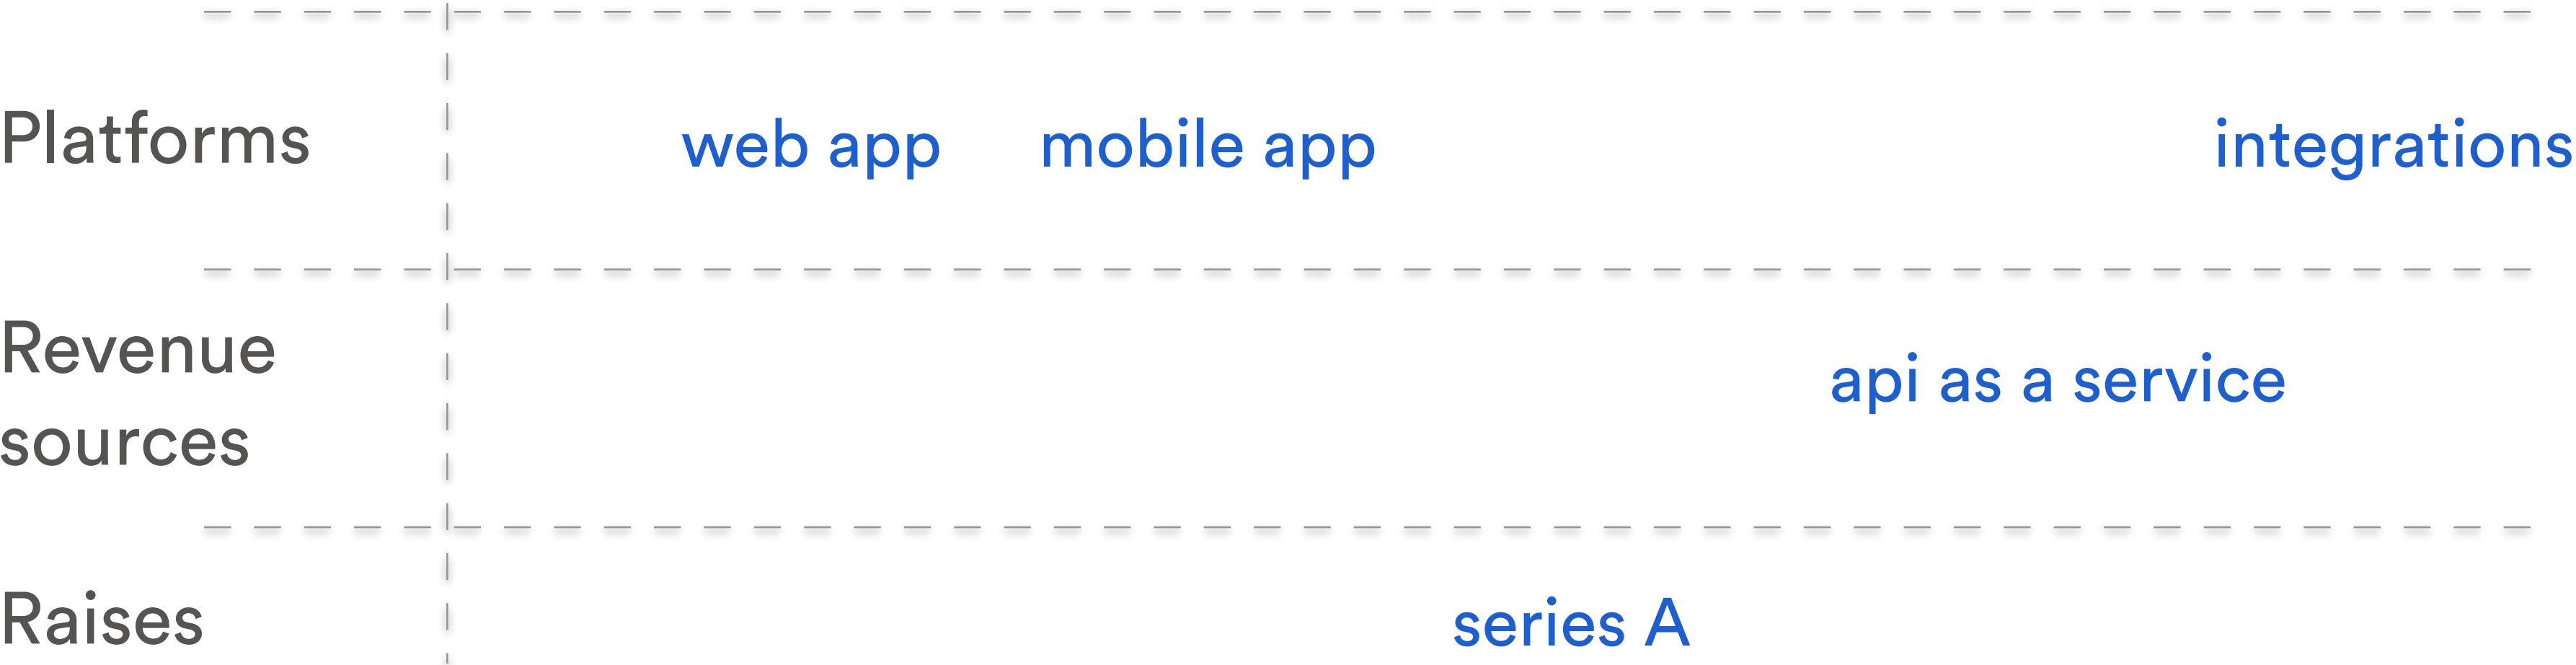 Platforms
web app
mobile app
integrations
Revenue
sources
api as a service
Raises
series A